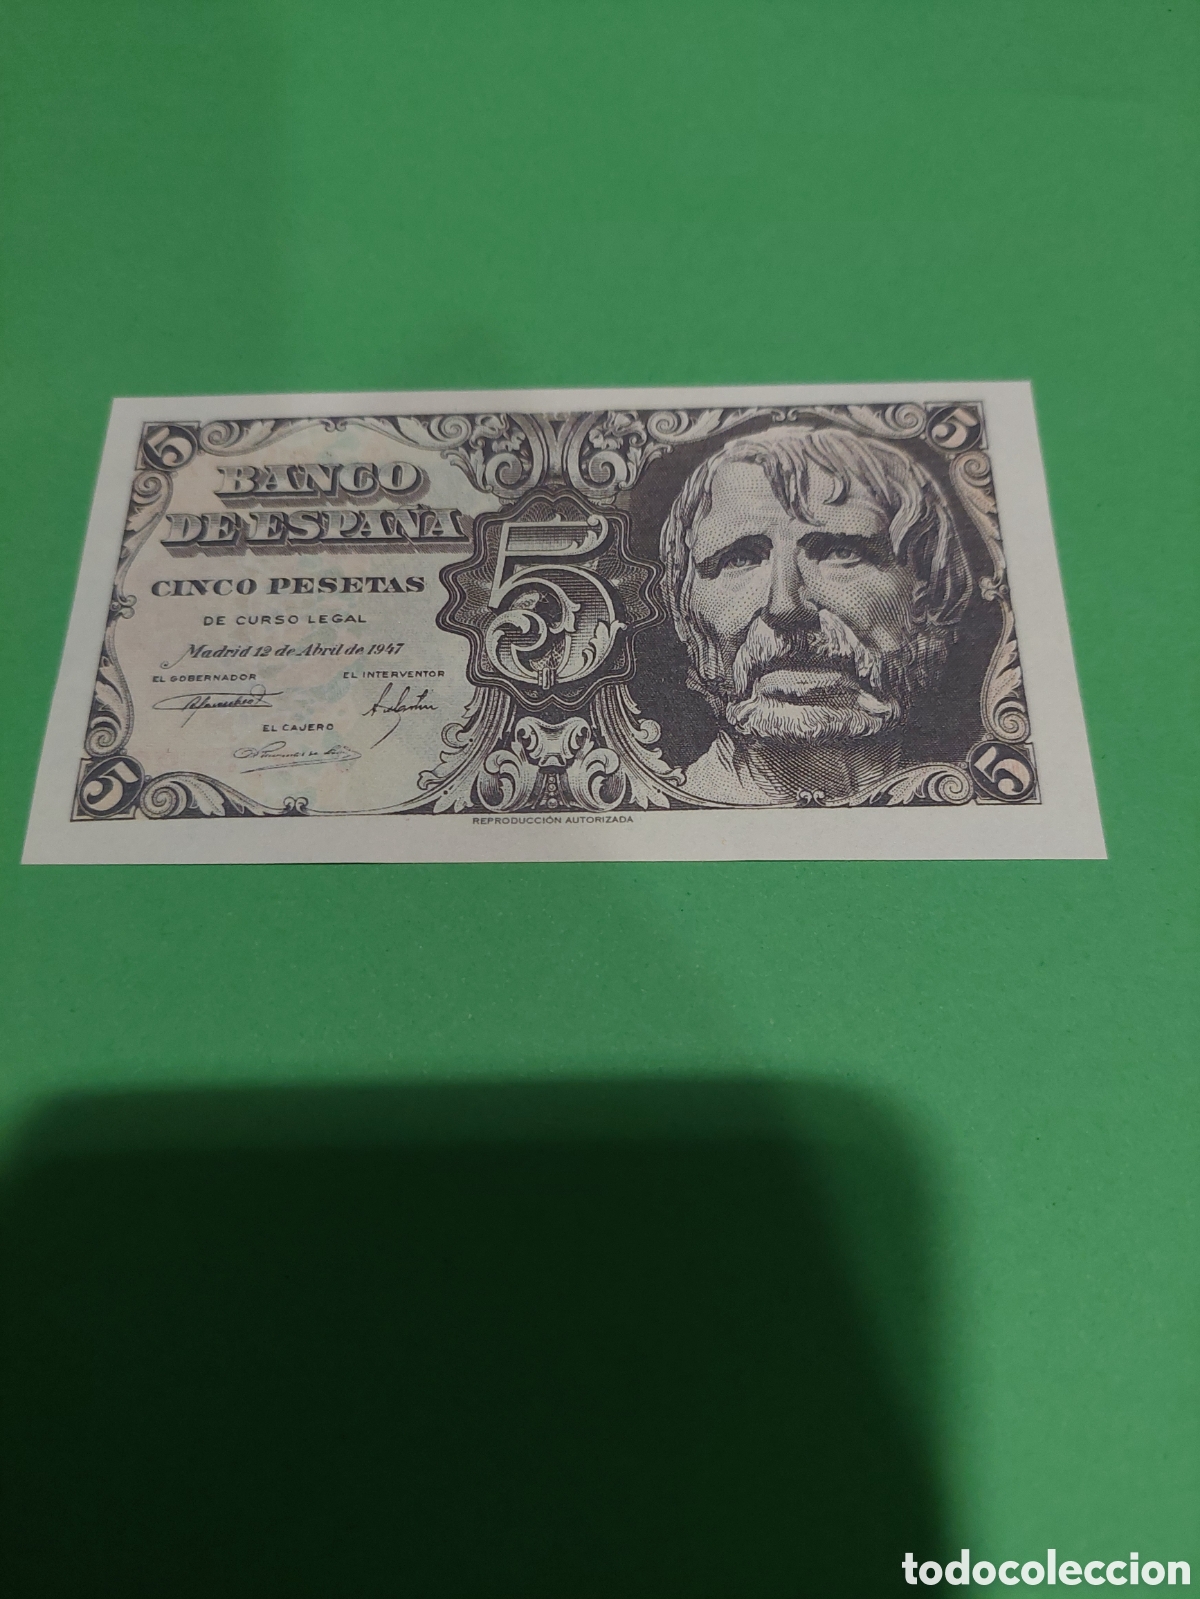 5
5
BANCO
DE ESPAÑA
CINCO PESETAS
DE CURSO LEGAL
Madrid 12 de Abril de 1947
EL GOBERNADOR
EL INTERVENTOR
EL CAJERO
5
5
5
REPRODUCCIÓN AUTORIZADA
todocoleccion